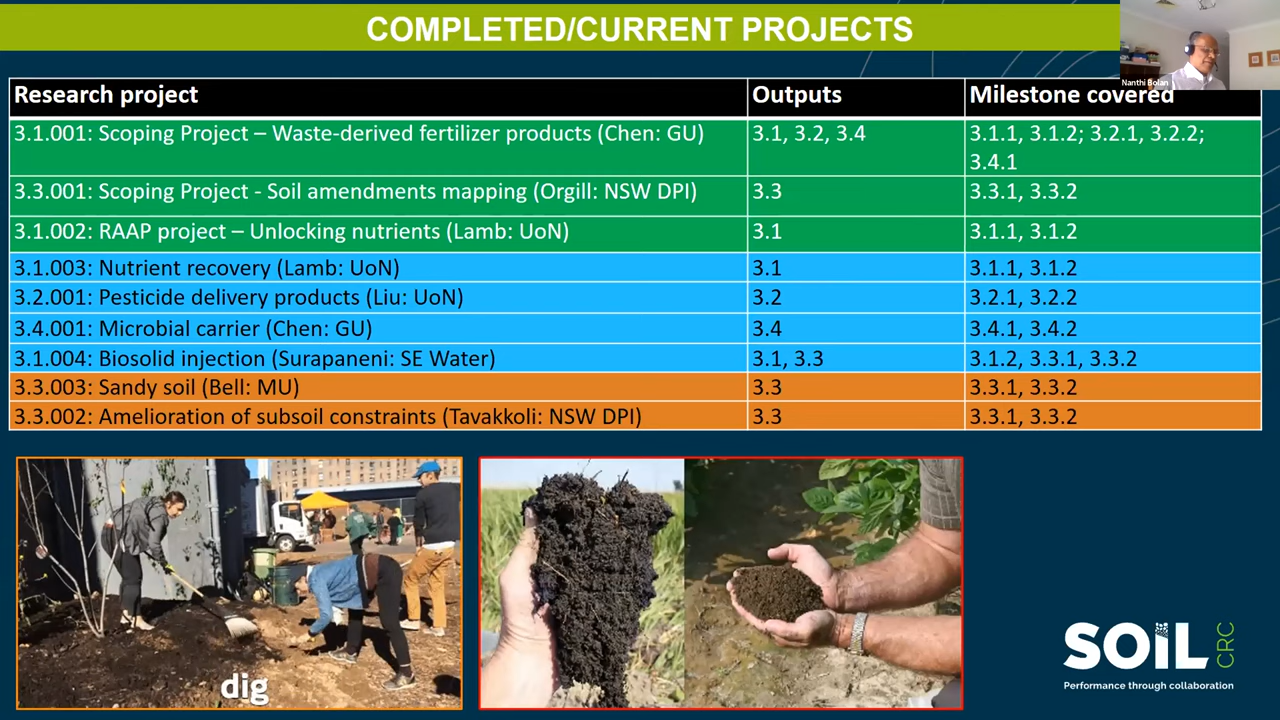 COMPLETED/CURRENT PROJECTS
Nanthi Bolan
Research project Outputs Milestone covered
3.1.001: Scoping Project – Waste-derived fertilizer products (Chen: GU) 3.1, 3.2, 3.4 3.1.1, 3.1.2; 3.2.1, 3.2.2;
3.4.1
3.3.001: Scoping Project - Soil amendments mapping (Orgill: NSW DPI) 3.3 3.3.1, 3.3.2
3.1.002: RAAP project – Unlocking nutrients (Lamb: UoN) 3.1 3.1.1, 3.1.2
3.1.003: Nutrient recovery (Lamb: UoN) 3.1 3.1.1, 3.1.2
3.2.001: Pesticide delivery products (Liu: UoN) 3.2 3.2.1, 3.2.2
3.4.001: Microbial carrier (Chen: GU) 3.4 3.4.1, 3.4.2
3.1.004: Biosolid injection (Surapaneni: SE Water) 3.1, 3.3 3.1.2, 3.3.1, 3.3.2
3.3.003: Sandy soil (Bell: MU) 3.3 3.3.1, 3.3.2
3.3.002: Amelioration of subsoil constraints (Tavakkoli: NSW DPI) 3.3 3.3.1, 3.3.2
dig
SOIL CRC
Performance through collaboration